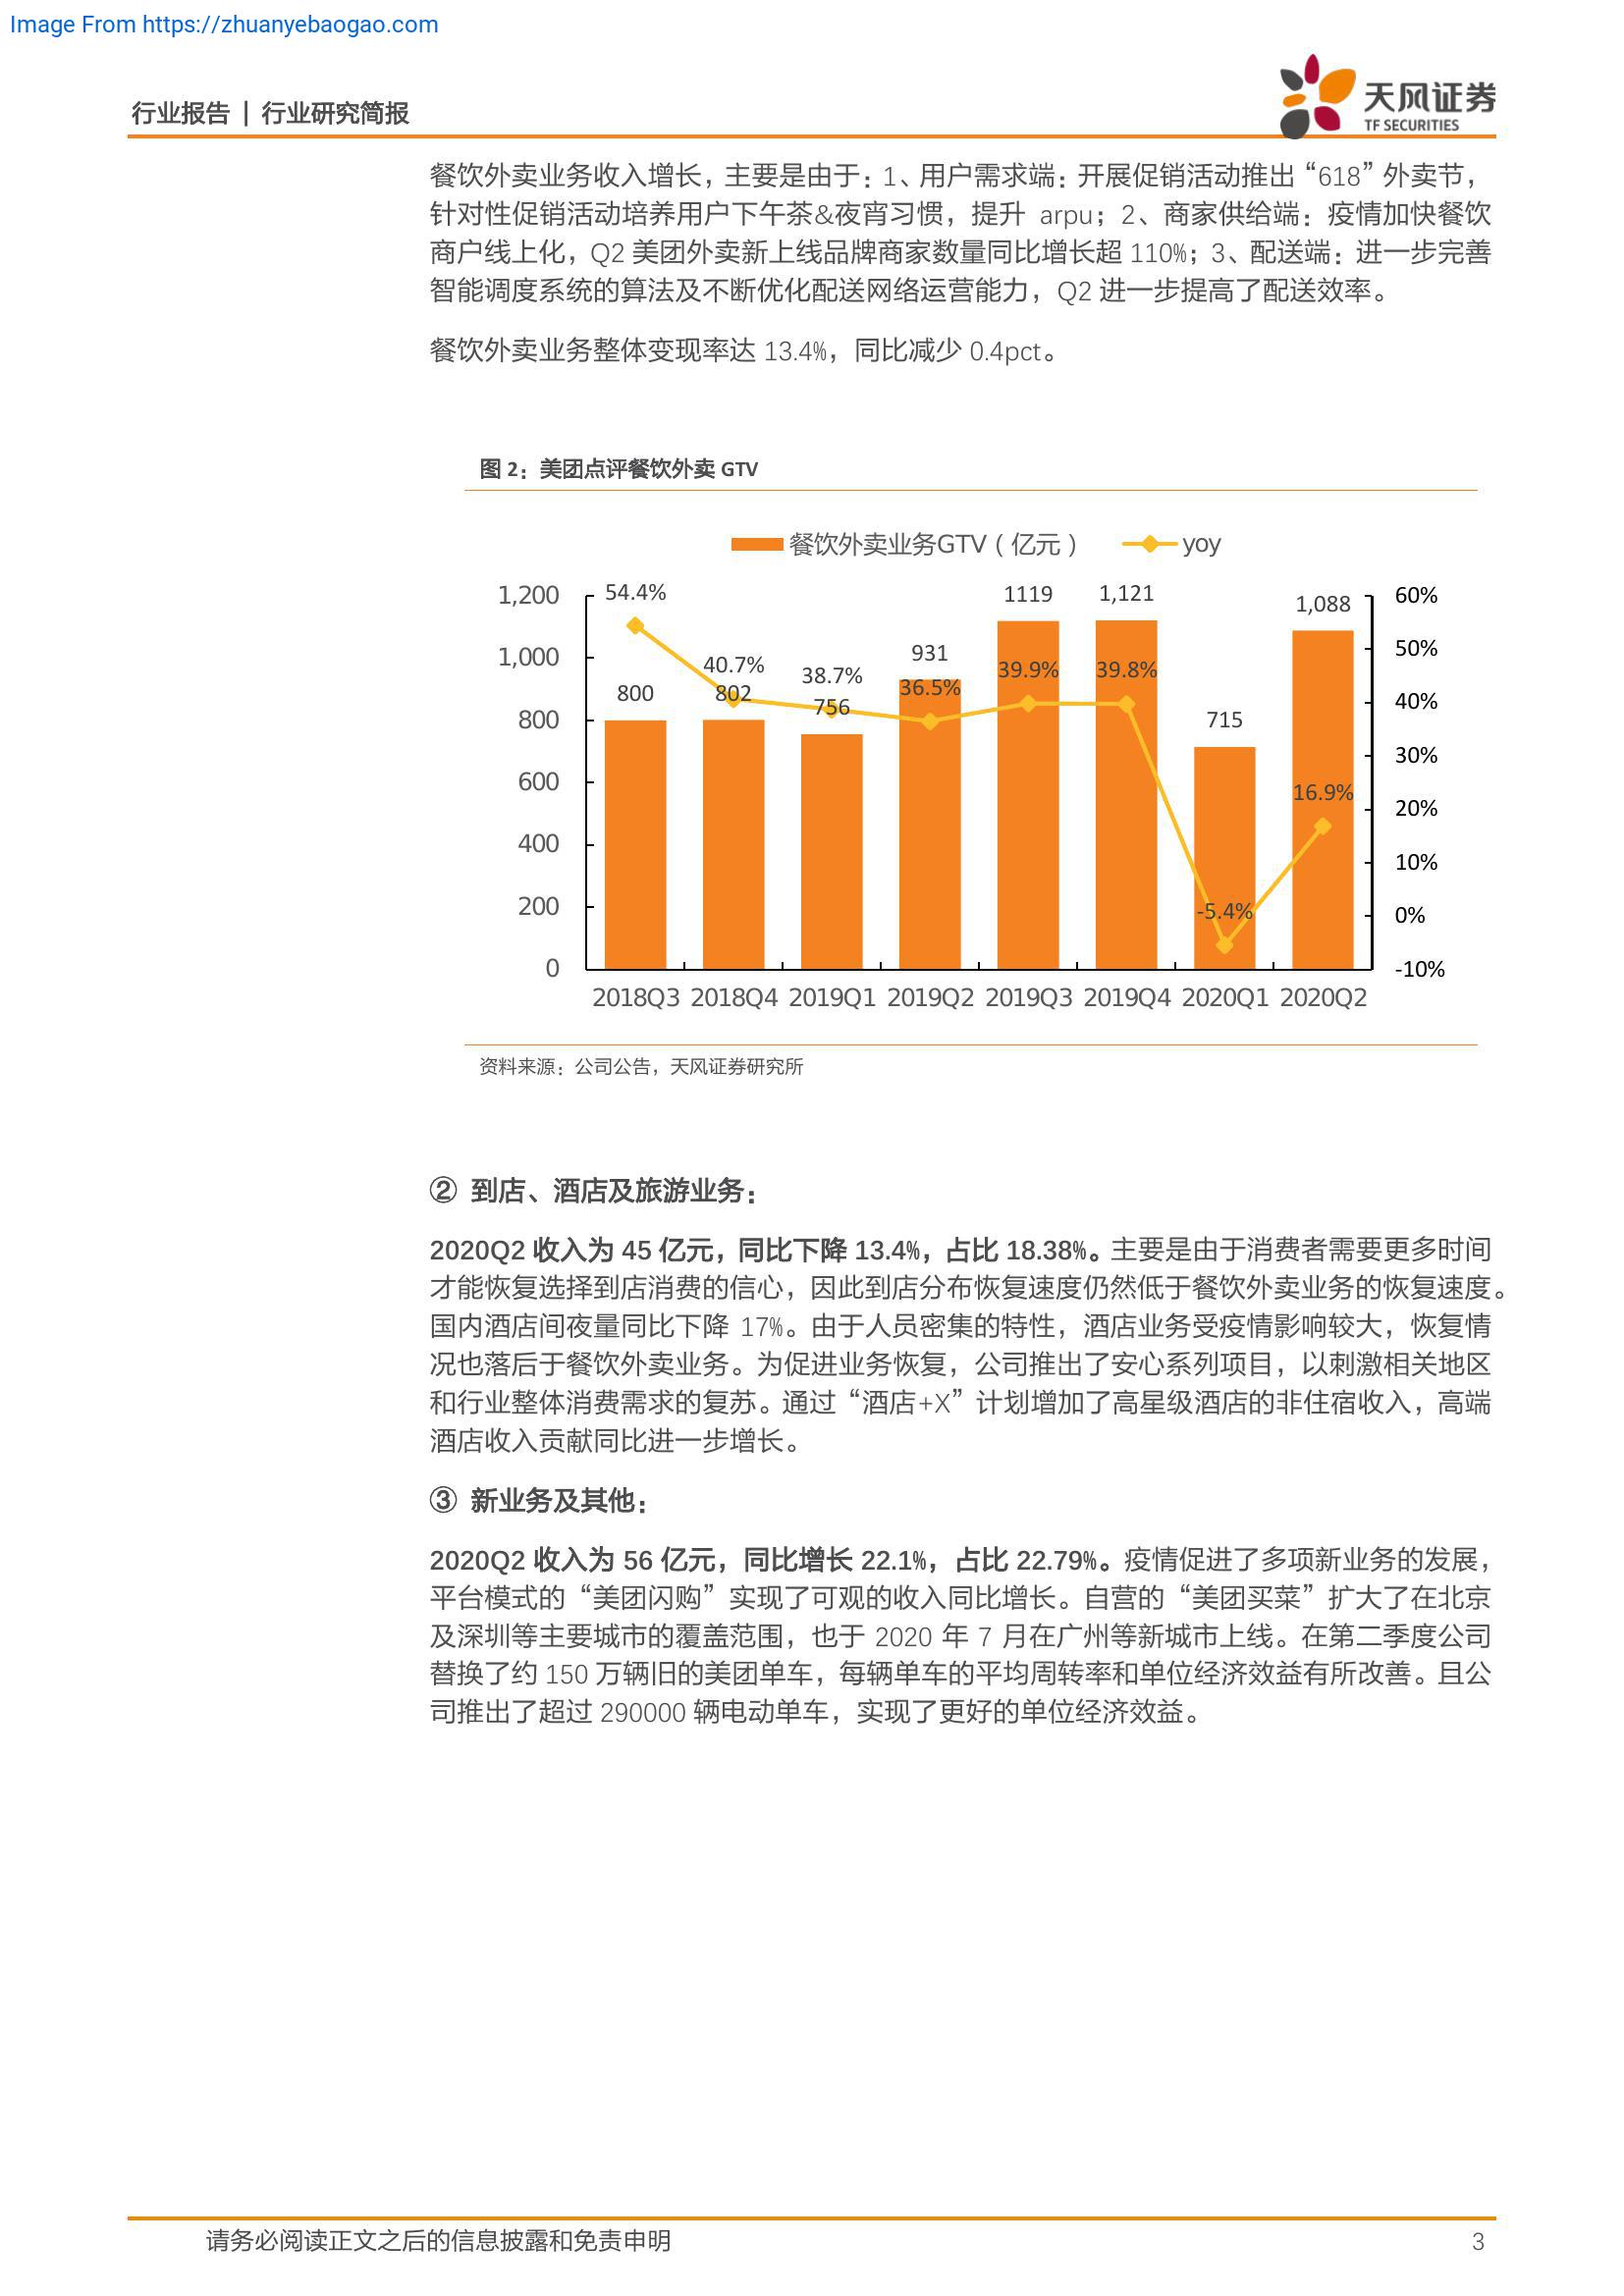 Image From https://zhuanyebaogao.com
行业报告 | 行业研究简报
天风证券
TF SECURITIES
餐饮外卖业务收入增长，主要是由于：1、用户需求端：开展促销活动推出“618”外卖节，
针对性促销活动培养用户下午茶&夜宵习惯，提升 arpu；2、商家供给端：疫情加快餐饮
商户线上化，Q2 美团外卖新上线品牌商家数量同比增长超 110%；3、配送端：进一步完善
智能调度系统的算法及不断优化配送网络运营能力，Q2 进一步提高了配送效率。
餐饮外卖业务整体变现率达 13.4%，同比减少 0.4pct。
图 2：美团点评餐饮外卖 GTV
餐饮外卖业务GTV（亿元） yoy
1,200 54.4% 1119 1,121 1,088 60%
1,000 40.7% 38.7% 931 39.9% 39.8% 50%
800 800 802 756 36.5% 715 40%
600 30%
400 16.9% 20%
10%
200 -5.4% 0%
0 -10%
2018Q3 2018Q4 2019Q1 2019Q2 2019Q3 2019Q4 2020Q1 2020Q2
资料来源：公司公告，天风证券研究所
② 到店、酒店及旅游业务：
2020Q2 收入为 45 亿元，同比下降 13.4%，占比 18.38%。主要是由于消费者需要更多时间
才能恢复选择到店消费的信心，因此到店分布恢复速度仍然低于餐饮外卖业务的恢复速度。
国内酒店间夜量同比下降 17%。由于人员密集的特性，酒店业务受疫情影响较大，恢复情
况也落后于餐饮外卖业务。为促进业务恢复，公司推出了安心系列项目，以刺激相关地区
和行业整体消费需求的复苏。通过“酒店+X”计划增加了高星级酒店的非住宿收入，高端
酒店收入贡献同比进一步增长。
③ 新业务及其他：
2020Q2 收入为 56 亿元，同比增长 22.1%，占比 22.79%。疫情促进了多项新业务的发展，
平台模式的“美团闪购”实现了可观的收入同比增长。自营的“美团买菜”扩大了在北京
及深圳等主要城市的覆盖范围，也于 2020 年 7 月在广州等新城市上线。在第二季度公司
替换了约 150 万辆旧的美团单车，每辆单车的平均周转率和单位经济效益有所改善。且公
司推出了超过 290000 辆电动单车，实现了更好的单位经济效益。
请务必阅读正文之后的信息披露和免责申明 3